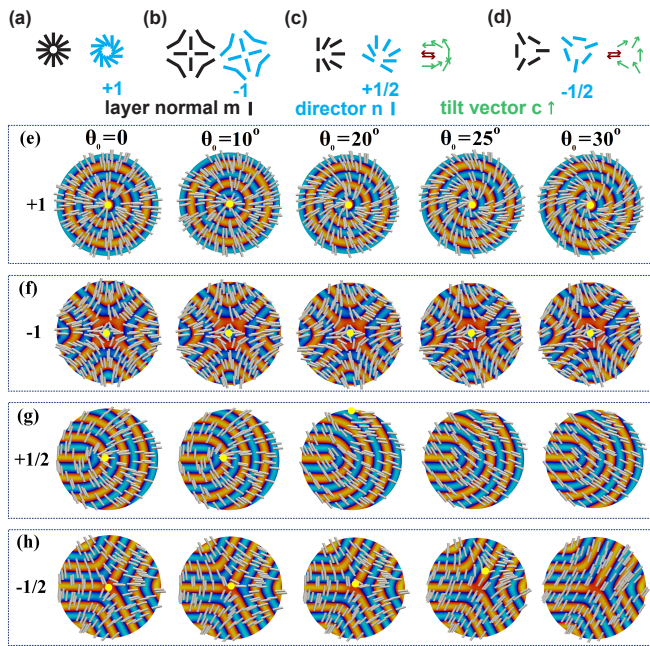 (a) (b) (c) (d)
+1 -1 +1/2 -1/2
layer normal m director n tilt vector c ↑
(e) θ₀=0 θ₀=10° θ₀=20° θ₀=25° θ₀=30°
+1
(f)
-1
(g)
+1/2
(h)
-1/2